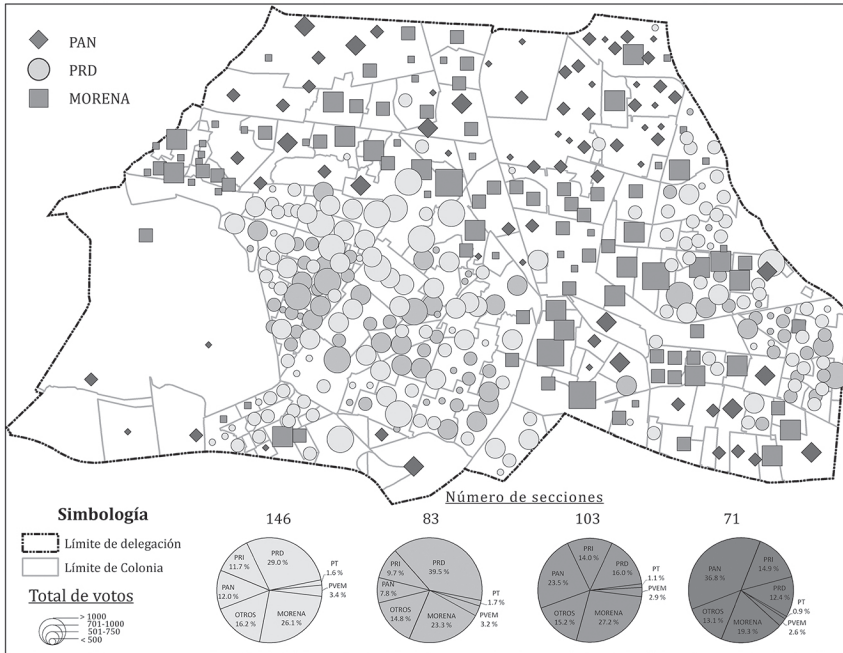 PAN
PRD
MORENA
Simbología
Límite de delegación
Límite de Colonia
Total de votos
> 1000
701-1000
501-750
< 500
Número de secciones
146
PRI
11.7 %
PRD
29.0 %
PT
1.6 %
PVEM
3.4 %
PAN
12.0 %
OTROS
16.2 %
MORENA
26.1 %
83
PRI
9.7 %
PRD
39.5 %
PAN
7.8 %
PT
1.7 %
OTROS
14.8 %
MORENA
23.3 %
PVEM
3.2 %
103
PRI
14.0 %
PAN
23.5 %
PRD
16.0 %
PT
1.1 %
PVEM
2.9 %
OTROS
15.2 %
MORENA
27.2 %
71
PAN
36.8 %
PRI
14.9 %
PRD
12.4 %
PT
0.9 %
OTROS
13.1 %
MORENA
19.3 %
PVEM
2.6 %